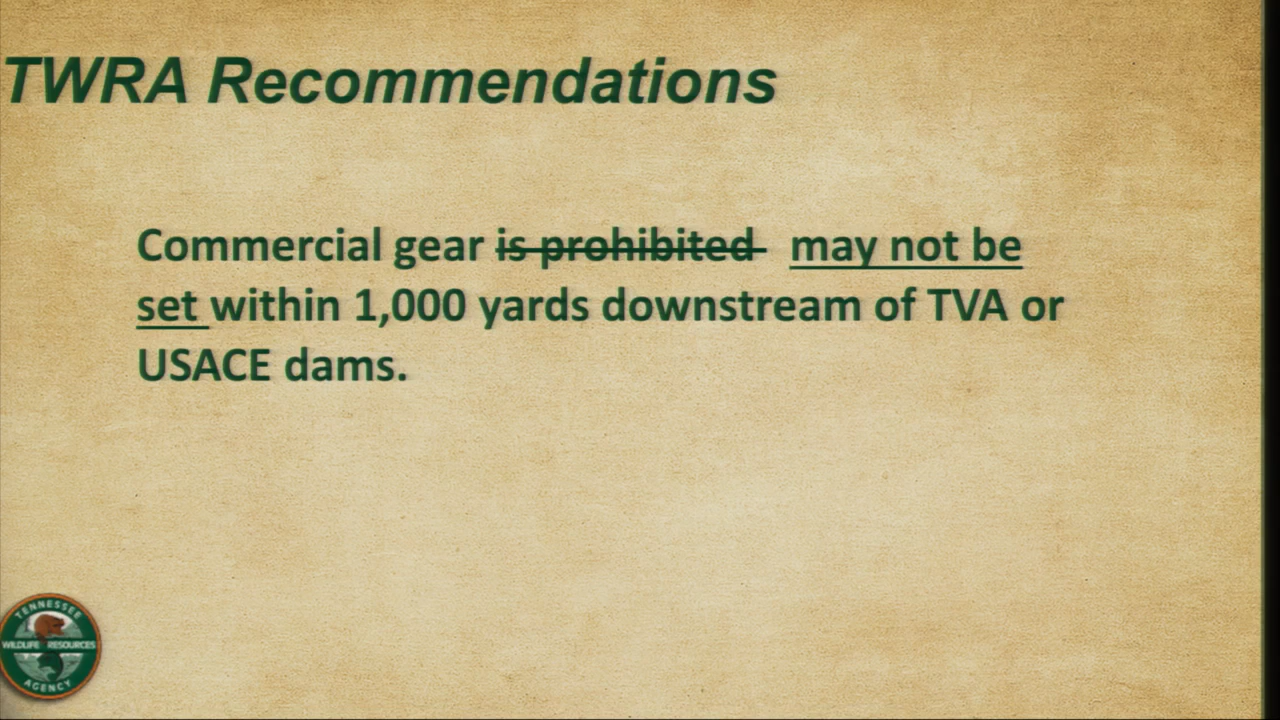 TWRA Recommendations
Commercial gear is prohibited may not be
set within 1,000 yards downstream of TVA or
USACE dams.
TENNESSEE
WILDLIFE RESOURCES
AGENCY